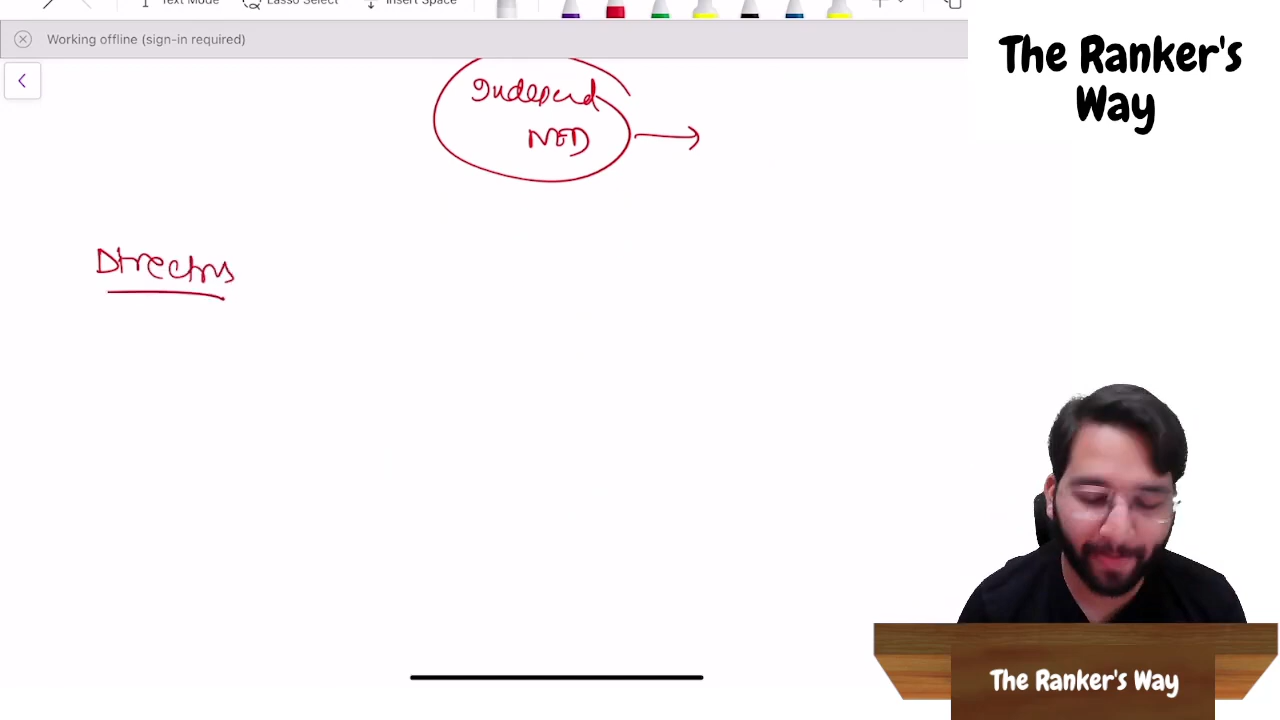 Text Mode
Lasso Select
Insert Space
Working offline (sign-in required)
The Ranker's
Way
Independ
NED
Directors
The Ranker's Way